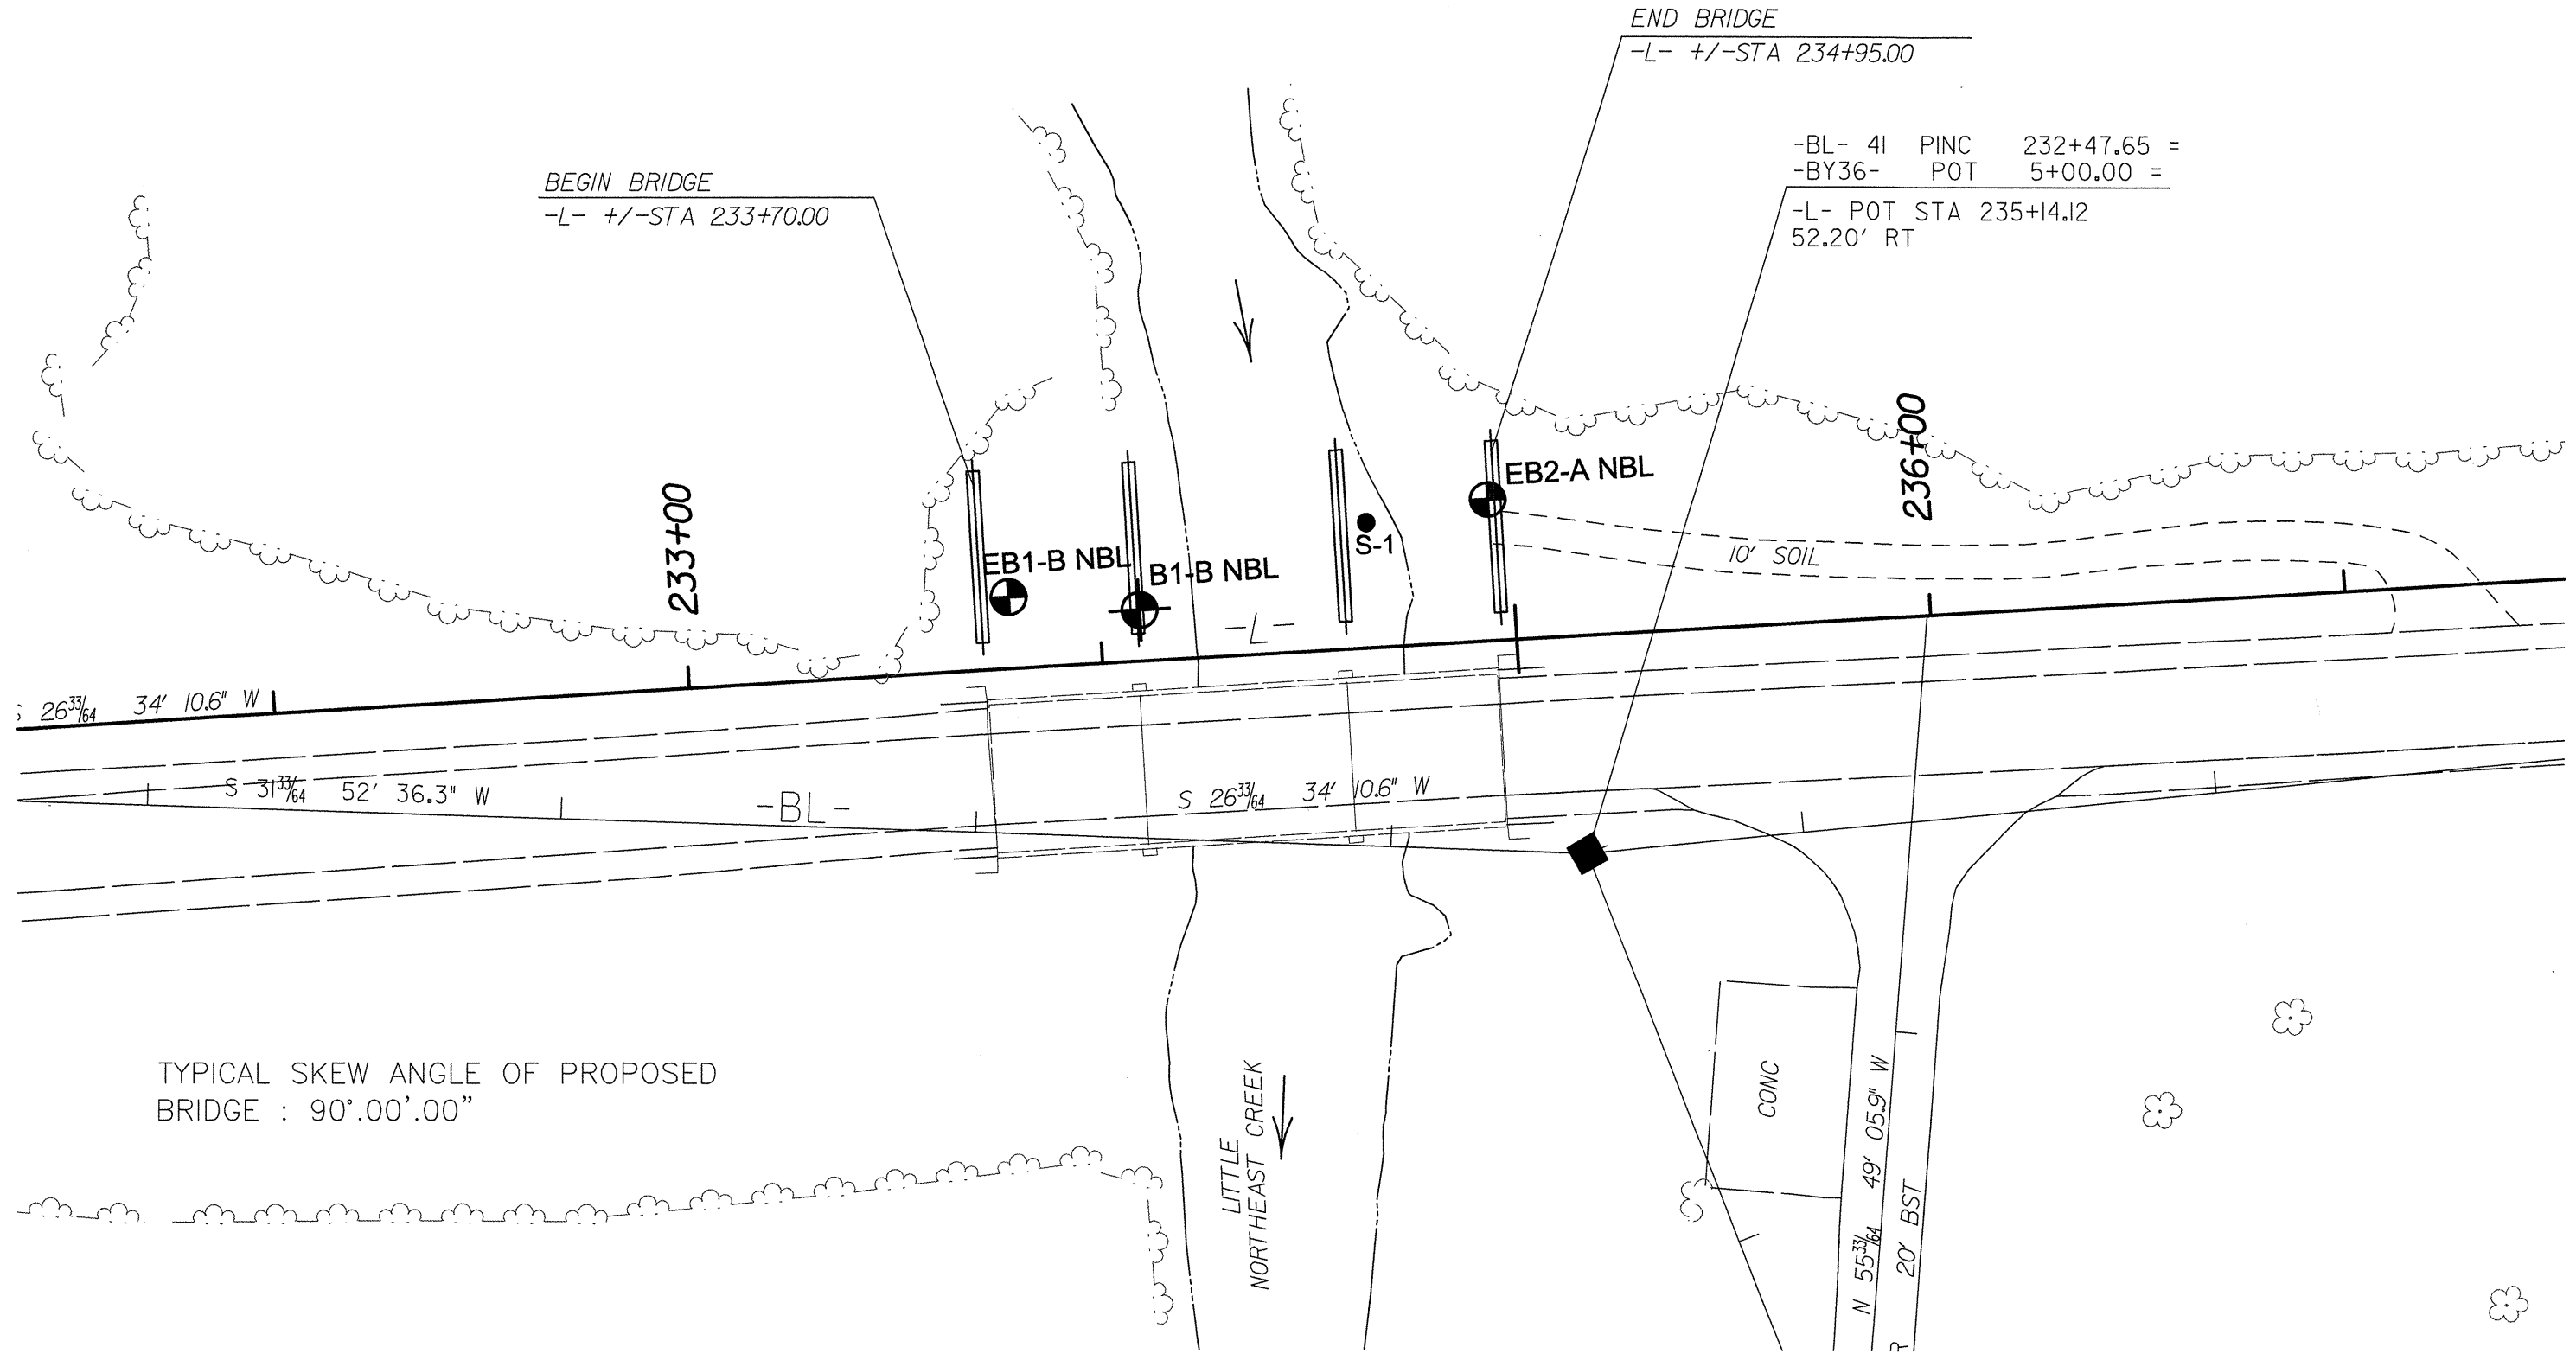 END BRIDGE
-L- +/-STA 234+95.00
-BL- 41 PINC 232+47.65 =
-BY36- POT 5+00.00 =
-L- POT STA 235+14.12
52.20' RT
BEGIN BRIDGE
-L- +/-STA 233+70.00
236+00
EB2-A NBL
233+00
S-1
10' SOIL
EB1-B NBL
B1-B NBL
-L-
S 26 33/64 34' 10.6" W
S 31 33/64 52' 36.3" W
-BL-
S 26 33/64 34' 10.6" W
TYPICAL SKEW ANGLE OF PROPOSED
BRIDGE : 90°.00'.00"
LITTLE
NORTHEAST CREEK
CONC
N 55 33/64 49' 05.9" W
20' BST